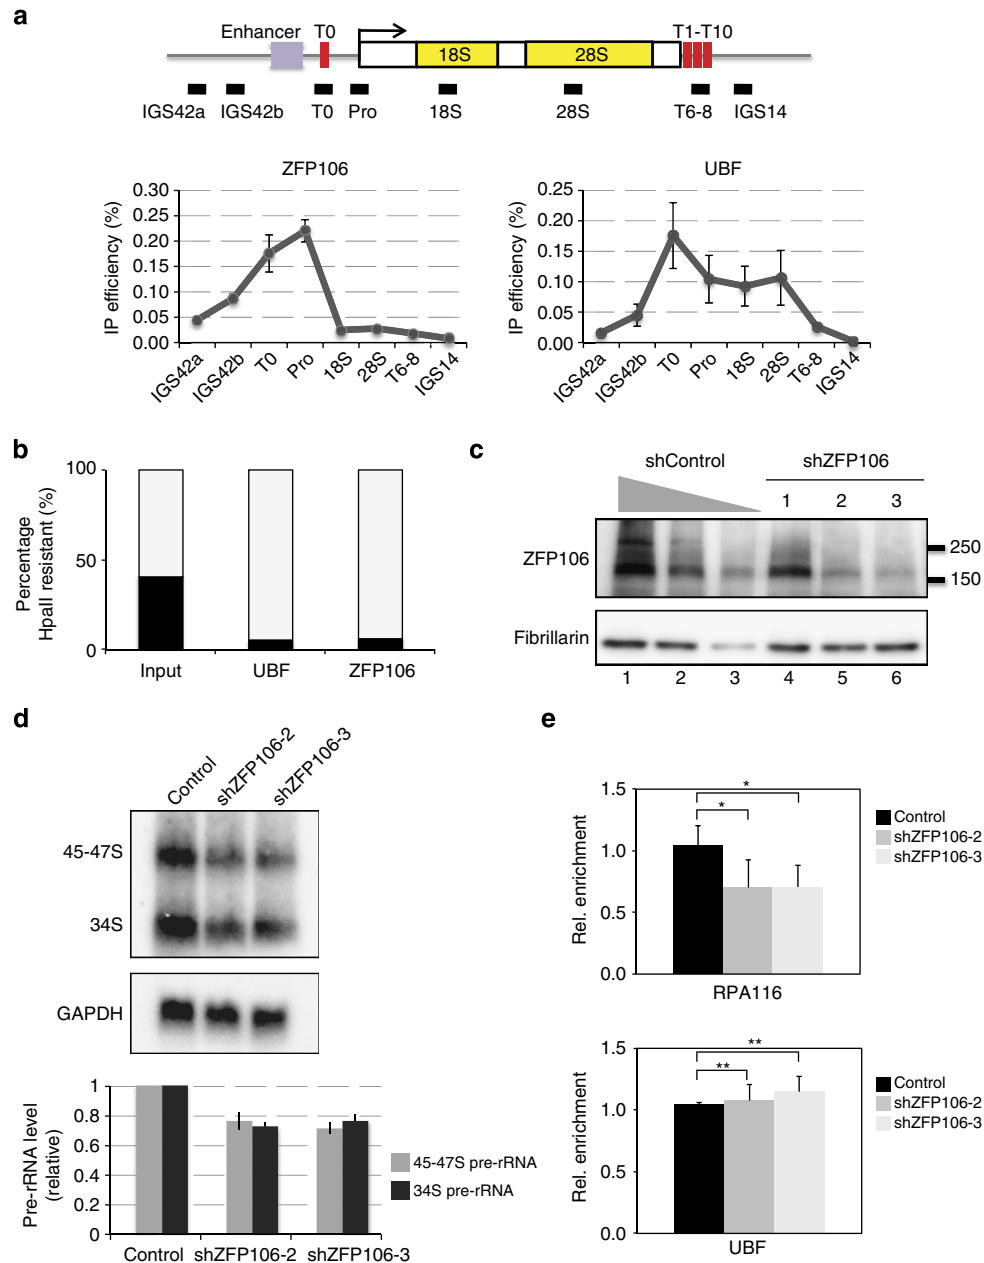 a
Enhancer T0 T1-T10
18S 28S
IGS42a IGS42b T0 Pro 18S 28S T6-8 IGS14
ZFP106
IP efficiency (%)
0.30
0.25
0.20
0.15
0.10
0.05
0.00
IGS42a IGS42b T0 Pro 18S 28S T6-8 IGS14
UBF
IP efficiency (%)
0.25
0.20
0.15
0.10
0.05
0.00
IGS42a IGS42b T0 Pro 18S 28S T6-8 IGS14
b
Percentage
HpaII resistant (%)
100
50
0
Input UBF ZFP106
c
shControl shZFP106
1 2 3
ZFP106
250
150
Fibrillarin
1 2 3 4 5 6
d
Control shZFP106-2 shZFP106-3
45-47S
34S
GAPDH
Pre-rRNA level
(relative)
1
0.8
0.6
0.4
0.2
0
45-47S pre-rRNA
34S pre-rRNA
Control shZFP106-2 shZFP106-3
e
Rel. enrichment
1.5
1.0
0.5
0.0
*
*
Control
shZFP106-2
shZFP106-3
RPA116
Rel. enrichment
1.5
1.0
0.5
0.0
**
**
Control
shZFP106-2
shZFP106-3
UBF